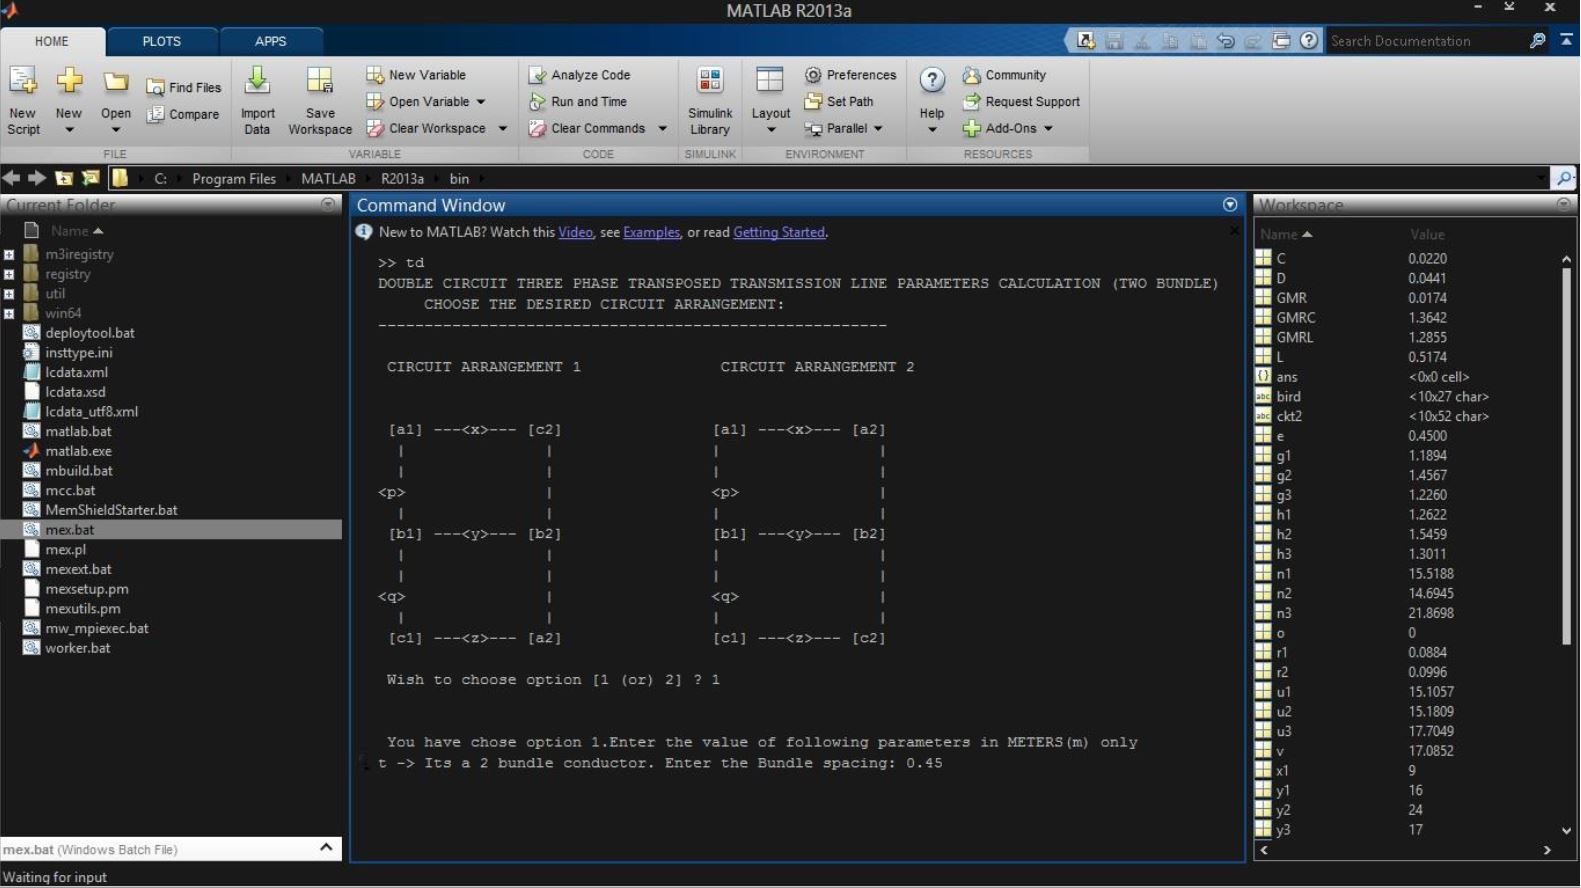 MATLAB R2013a
HOME PLOTS APPS
Search Documentation
New Script
New
Open
Find Files
Compare
FILE
Import Data
Save Workspace
New Variable
Open Variable
Clear Workspace
VARIABLE
Analyze Code
Run and Time
Clear Commands
CODE
Simulink Library
SIMULINK
Layout
Preferences
Set Path
Parallel
ENVIRONMENT
Help
Community
Request Support
Add-Ons
RESOURCES
C: Program Files MATLAB R2013a bin
Current Folder
Name
m3iregistry
registry
util
win64
deploytool.bat
insttype.ini
lcdata.xml
lcdata.xsd
lcdata_utf8.xml
matlab.bat
matlab.exe
mbuild.bat
mcc.bat
MemShieldStarter.bat
mex.bat
mex.pl
mexext.bat
mexsetup.pm
mexutils.pm
mw_mpiexec.bat
worker.bat
mex.bat (Windows Batch File)
Waiting for input
Command Window
New to MATLAB? Watch this Video, see Examples, or read Getting Started.
>> td
DOUBLE CIRCUIT THREE PHASE TRANSPOSED TRANSMISSION LINE PARAMETERS CALCULATION (TWO BUNDLE)
CHOOSE THE DESIRED CIRCUIT ARRANGEMENT:
-------------------------------------------------------
CIRCUIT ARRANGEMENT 1 CIRCUIT ARRANGEMENT 2
[a1] ---<x>--- [c2] [a1] ---<x>--- [a2]
| | | |
| | | |
<p> | <p> |
| | | |
[b1] ---<y>--- [b2] [b1] ---<y>--- [b2]
| | | |
| | | |
<q> | <q> |
| | | |
[c1] ---<z>--- [a2] [c1] ---<z>--- [c2]
Wish to choose option [1 (or) 2] ? 1
You have chose option 1.Enter the value of following parameters in METERS(m) only
t -> Its a 2 bundle conductor. Enter the Bundle spacing: 0.45
Workspace
Name Value
C 0.0220
D 0.0441
GMR 0.0174
GMRC 1.3642
GMRL 1.2855
L 0.5174
ans <0x0 cell>
bird <10x27 char>
ckt2 <10x52 char>
e 0.4500
g1 1.1894
g2 1.4567
g3 1.2260
h1 1.2622
h2 1.5459
h3 1.3011
n1 15.5188
n2 14.6945
n3 21.8698
o 0
r1 0.0884
r2 0.0996
u1 15.1057
u2 15.1809
u3 17.7049
v 17.0852
x1 9
y1 16
y2 24
y3 17